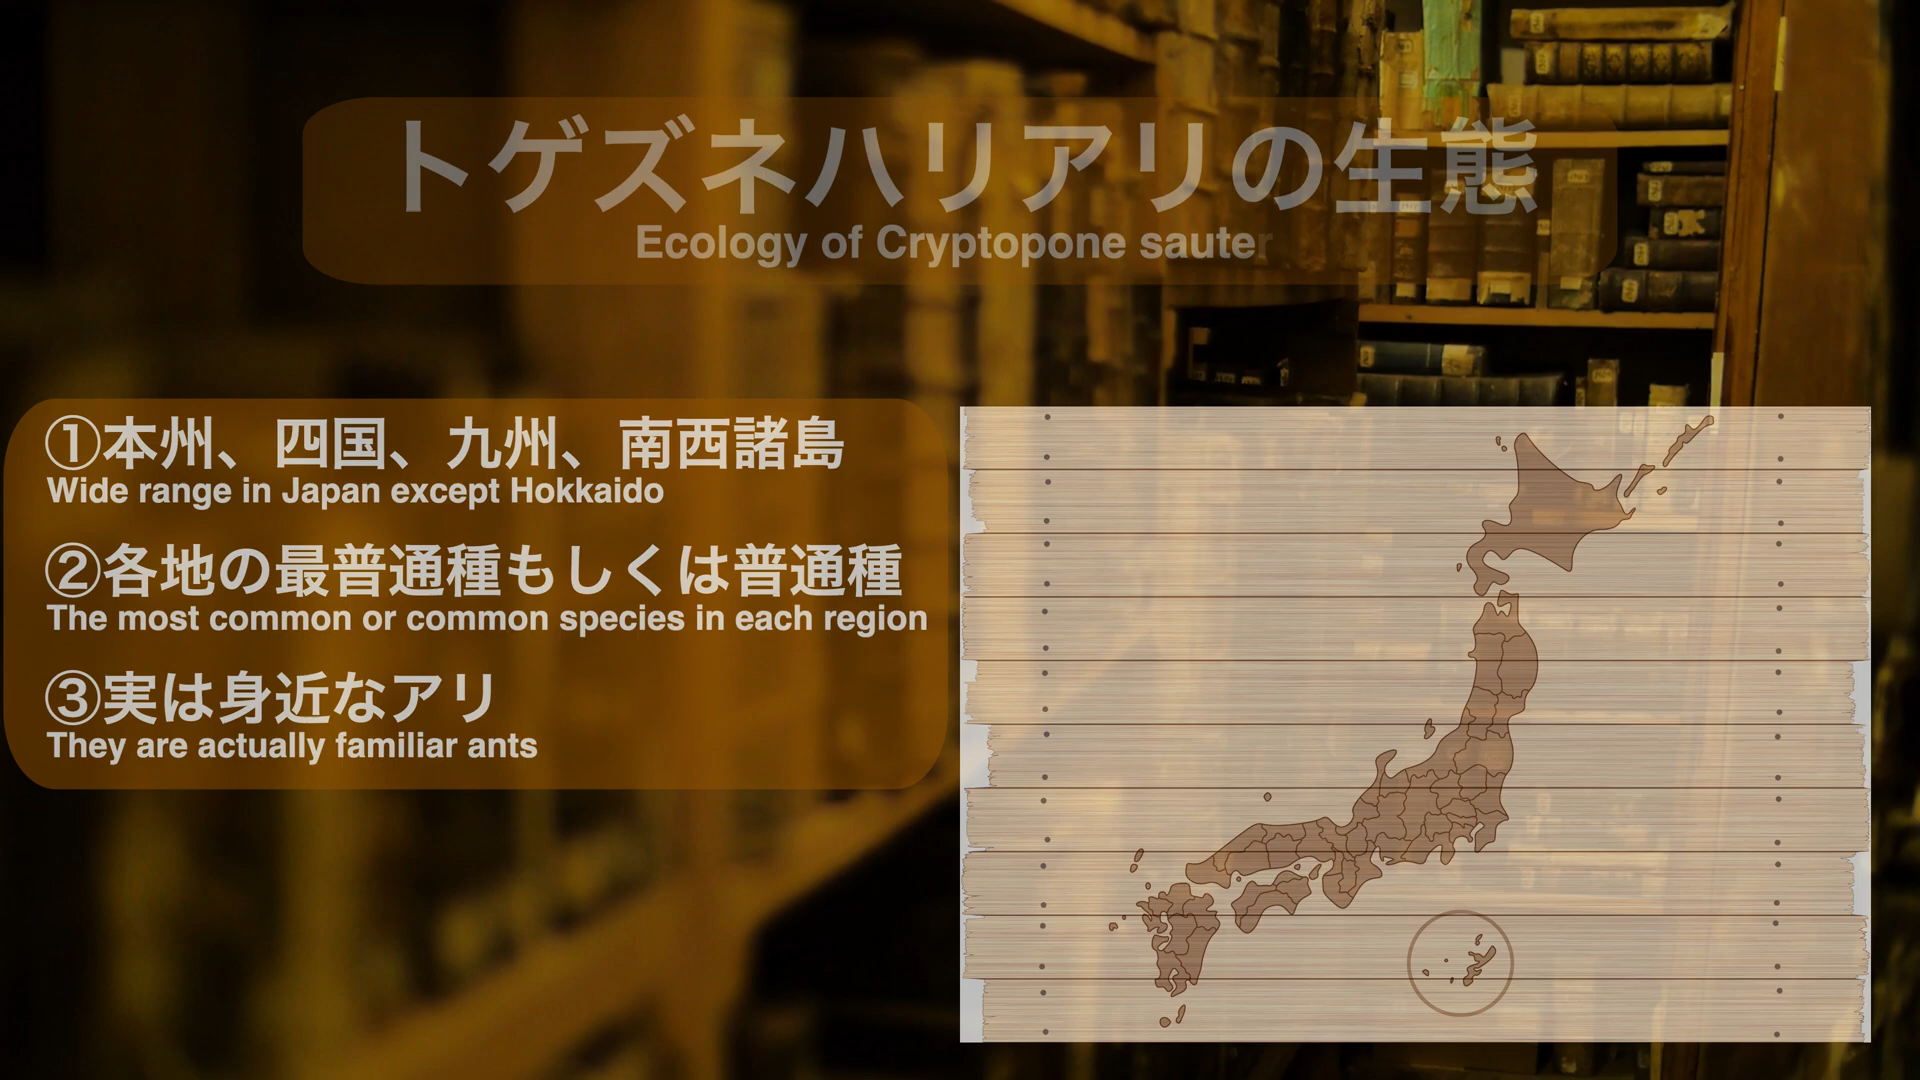 トゲズネハリアリの生態
Ecology of Cryptopone sauter
①本州、四国、九州、南西諸島
Wide range in Japan except Hokkaido
②各地の最普通種もしくは普通種
The most common or common species in each region
③実は身近なアリ
They are actually familiar ants